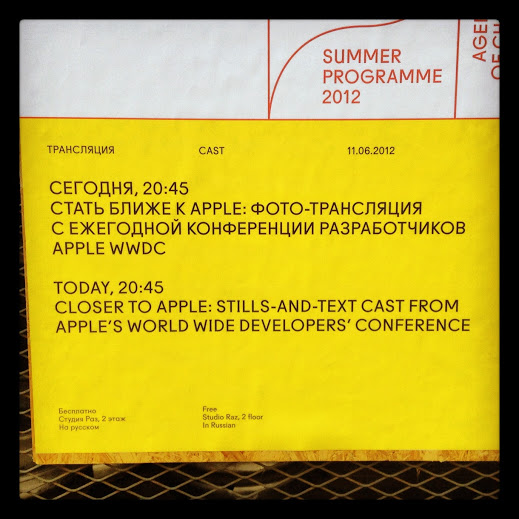 SUMMER
PROGRAMME
2012
ТРАНСЛЯЦИЯ
CAST
11.06.2012
СЕГОДНЯ, 20:45
СТАТЬ БЛИЖЕ К APPLE: ФОТО-ТРАНСЛЯЦИЯ
С ЕЖЕГОДНОЙ КОНФЕРЕНЦИИ РАЗРАБОТЧИКОВ
APPLE WWDC
TODAY, 20:45
CLOSER TO APPLE: STILLS-AND-TEXT CAST FROM
APPLE'S WORLD WIDE DEVELOPERS' CONFERENCE
Бесплатно
Студия Раз, 2 этаж
На русском
Free
Studio Raz, 2 floor
In Russian